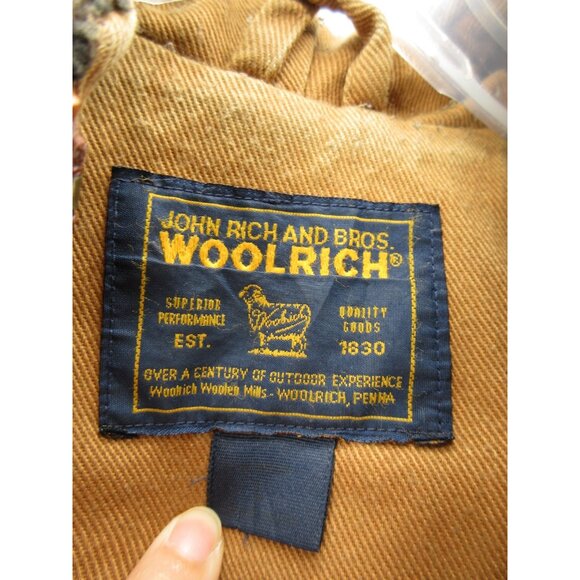 JOHN RICH AND BROS.
WOOLRICH®
SUPERIOR
PERFORMANCE
Woolrich
QUALITY
GOODS
EST. 1830
OVER A CENTURY OF OUTDOOR EXPERIENCE
Woolrich Woolen Mills - WOOLRICH, PENNA